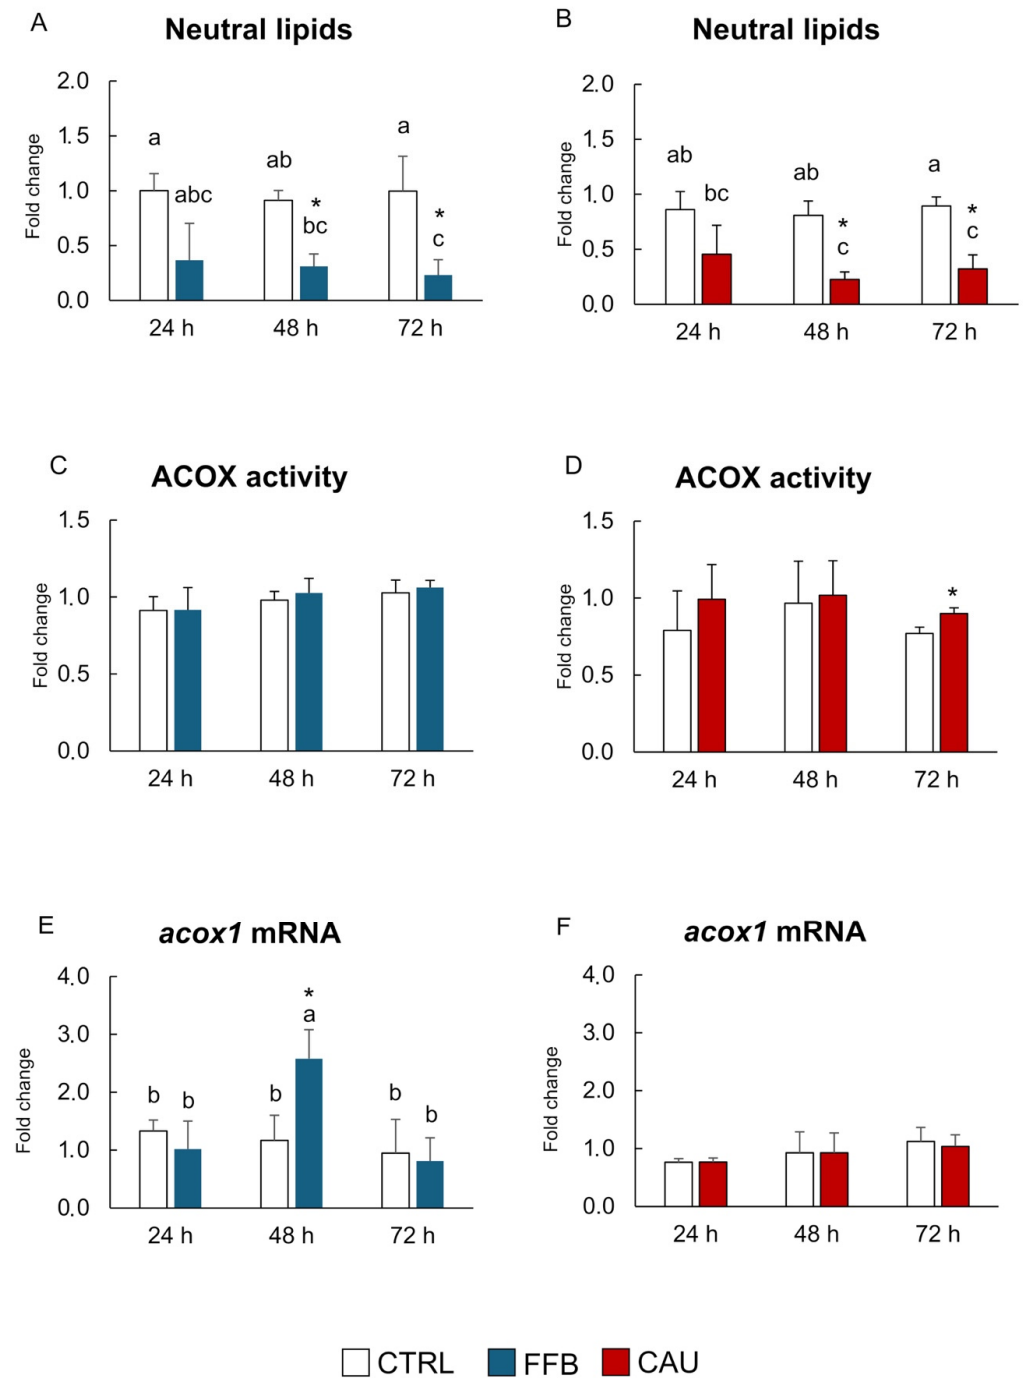 A
Neutral lipids
Fold change
2.0
1.5
1.0
0.5
0.0
a
abc
ab
*
bc
a
*
c
24 h 48 h 72 h
B
Neutral lipids
Fold change
2.0
1.5
1.0
0.5
0.0
ab
bc
ab
*
c
a
*
c
24 h 48 h 72 h
C
ACOX activity
Fold change
1.5
1.0
0.5
0.0
24 h 48 h 72 h
D
ACOX activity
Fold change
1.5
1.0
0.5
0.0
*
24 h 48 h 72 h
E
acox1 mRNA
Fold change
4.0
3.0
2.0
1.0
0.0
b
b
b
*
a
b
b
24 h 48 h 72 h
F
acox1 mRNA
Fold change
4.0
3.0
2.0
1.0
0.0
24 h 48 h 72 h
CTRL FFB CAU